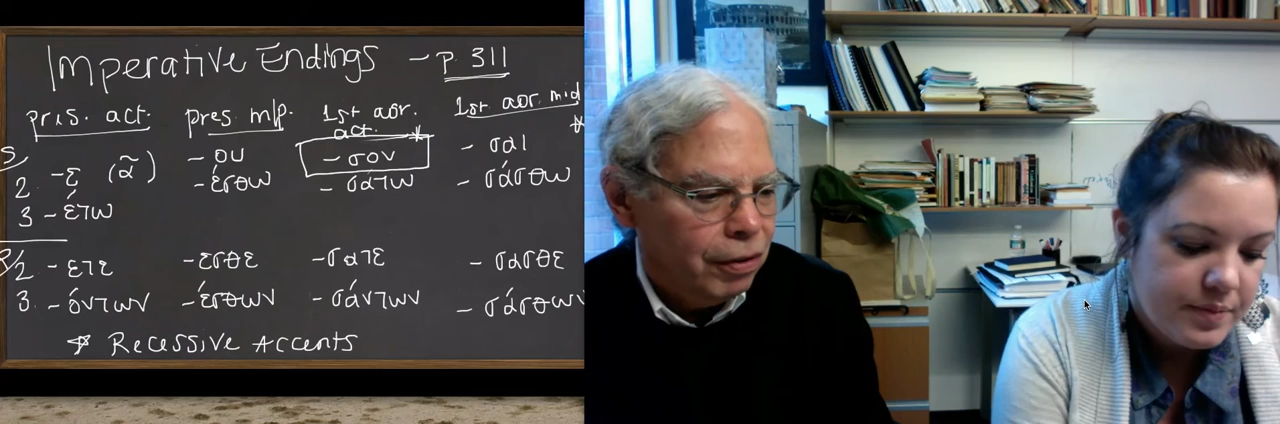 Imperative Endings - p 311
pres. act. pres m/p. 1st aor. act. * 1st aor. mid *
S/
2 -ε (ᾶ) -ου -σον - σαι
3 -έτω -έσθω - σάτω - σάσθω
P/
2 - ετε -εσθε -σατε - σασθε
3. - όντων -έσθων -σάντων - σάσθων
* Recessive Accents